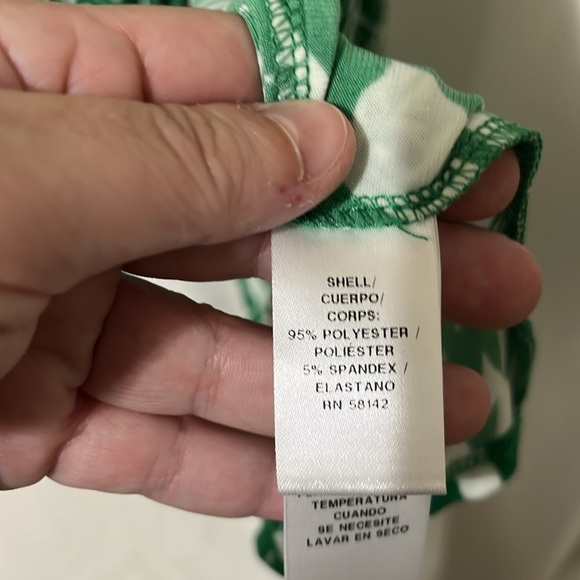 SHELL/
CUERPO/
CORPS:
95% POLYESTER /
POLIÉSTER
5% SPANDEX /
ELASTANO
RN 58142
TEMPERATURA
CUANDO
SE NECESITE
LAVAR EN SECO